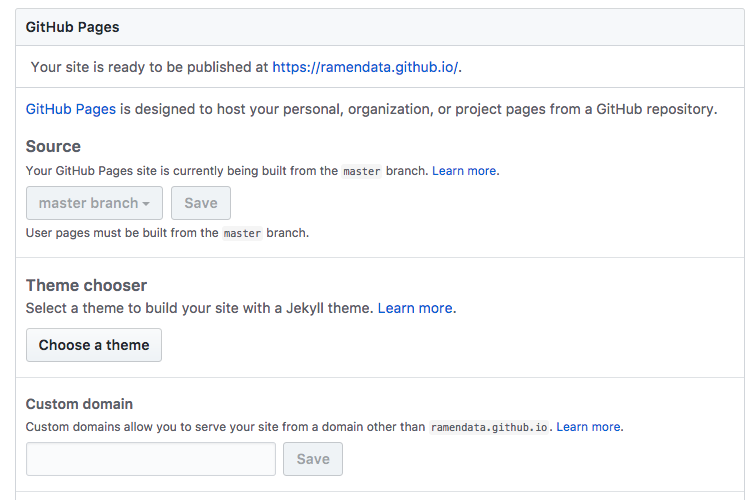 GitHub Pages
Your site is ready to be published at https://ramendata.github.io/.
GitHub Pages is designed to host your personal, organization, or project pages from a GitHub repository.
Source
Your GitHub Pages site is currently being built from the master branch. Learn more.
master branch Save
User pages must be built from the master branch.
Theme chooser
Select a theme to build your site with a Jekyll theme. Learn more.
Choose a theme
Custom domain
Custom domains allow you to serve your site from a domain other than ramendata.github.io. Learn more.
Save